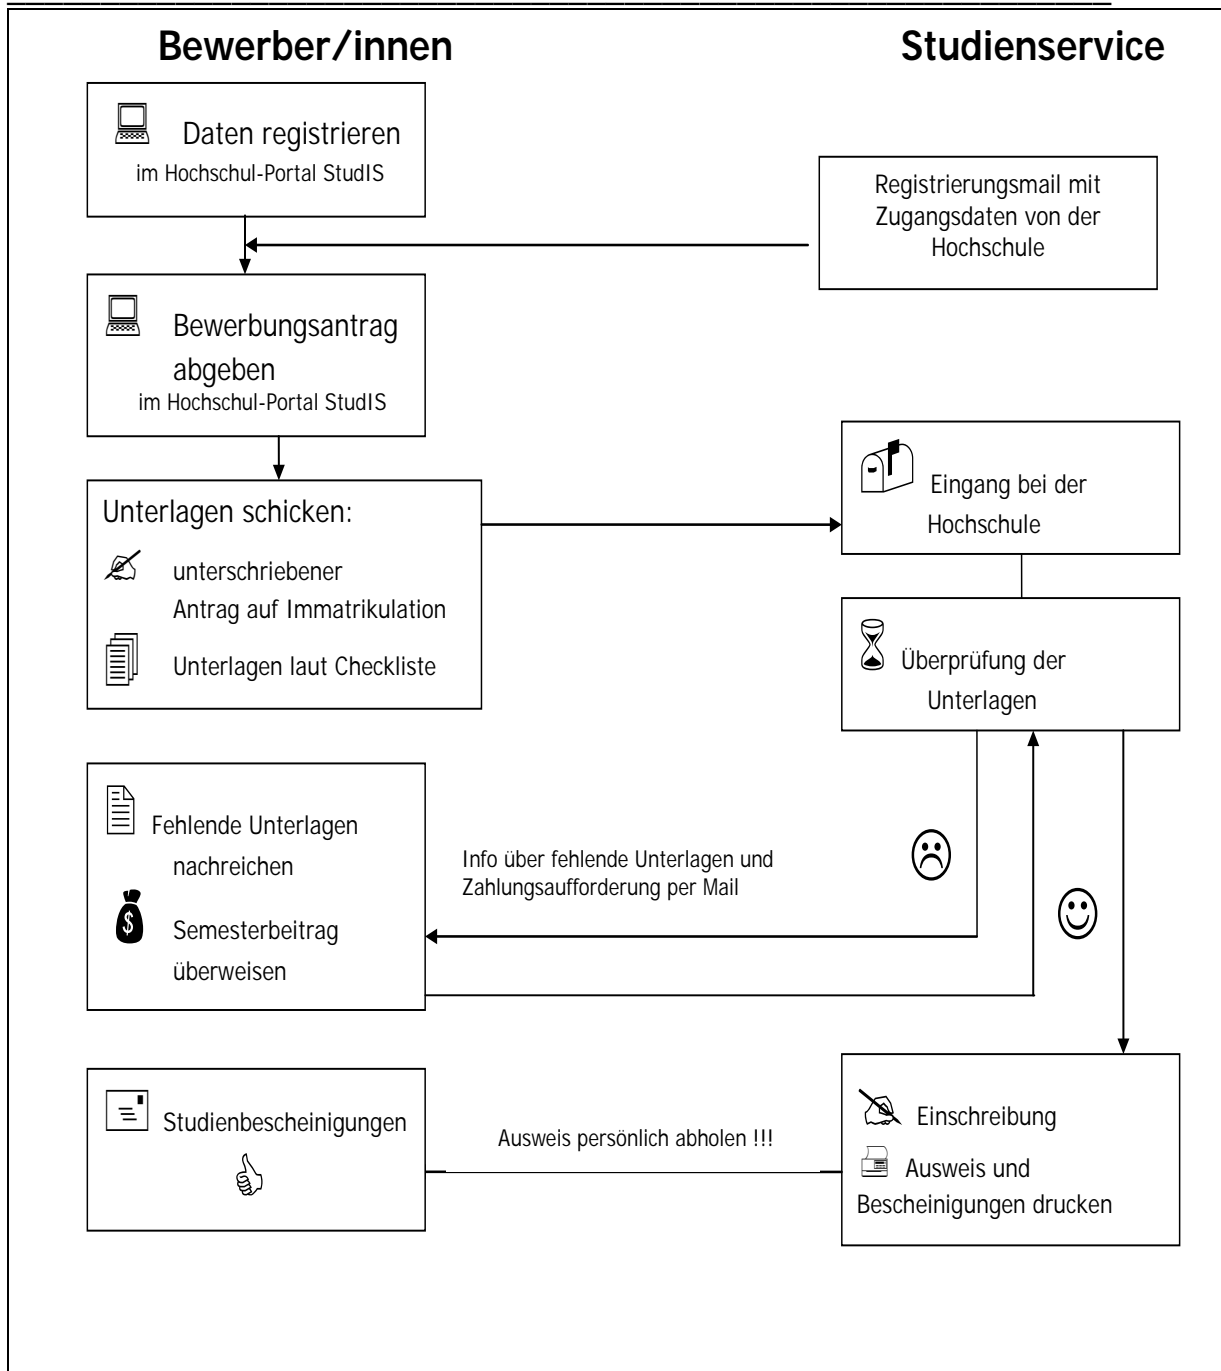 Bewerber/innen
Studienservice
Daten registrieren
im Hochschul-Portal StudIS
Registrierungsmail mit
Zugangsdaten von der
Hochschule
Bewerbungsantrag
abgeben
im Hochschul-Portal StudIS
Unterlagen schicken:
unterschriebener
Antrag auf Immatrikulation
Unterlagen laut Checkliste
Eingang bei der
Hochschule
Überprüfung der
Unterlagen
Fehlende Unterlagen
nachreichen
Semesterbeitrag
überweisen
Info über fehlende Unterlagen und
Zahlungsaufforderung per Mail
Studienbescheinigungen
Ausweis persönlich abholen !!!
Einschreibung
Ausweis und
Bescheinigungen drucken